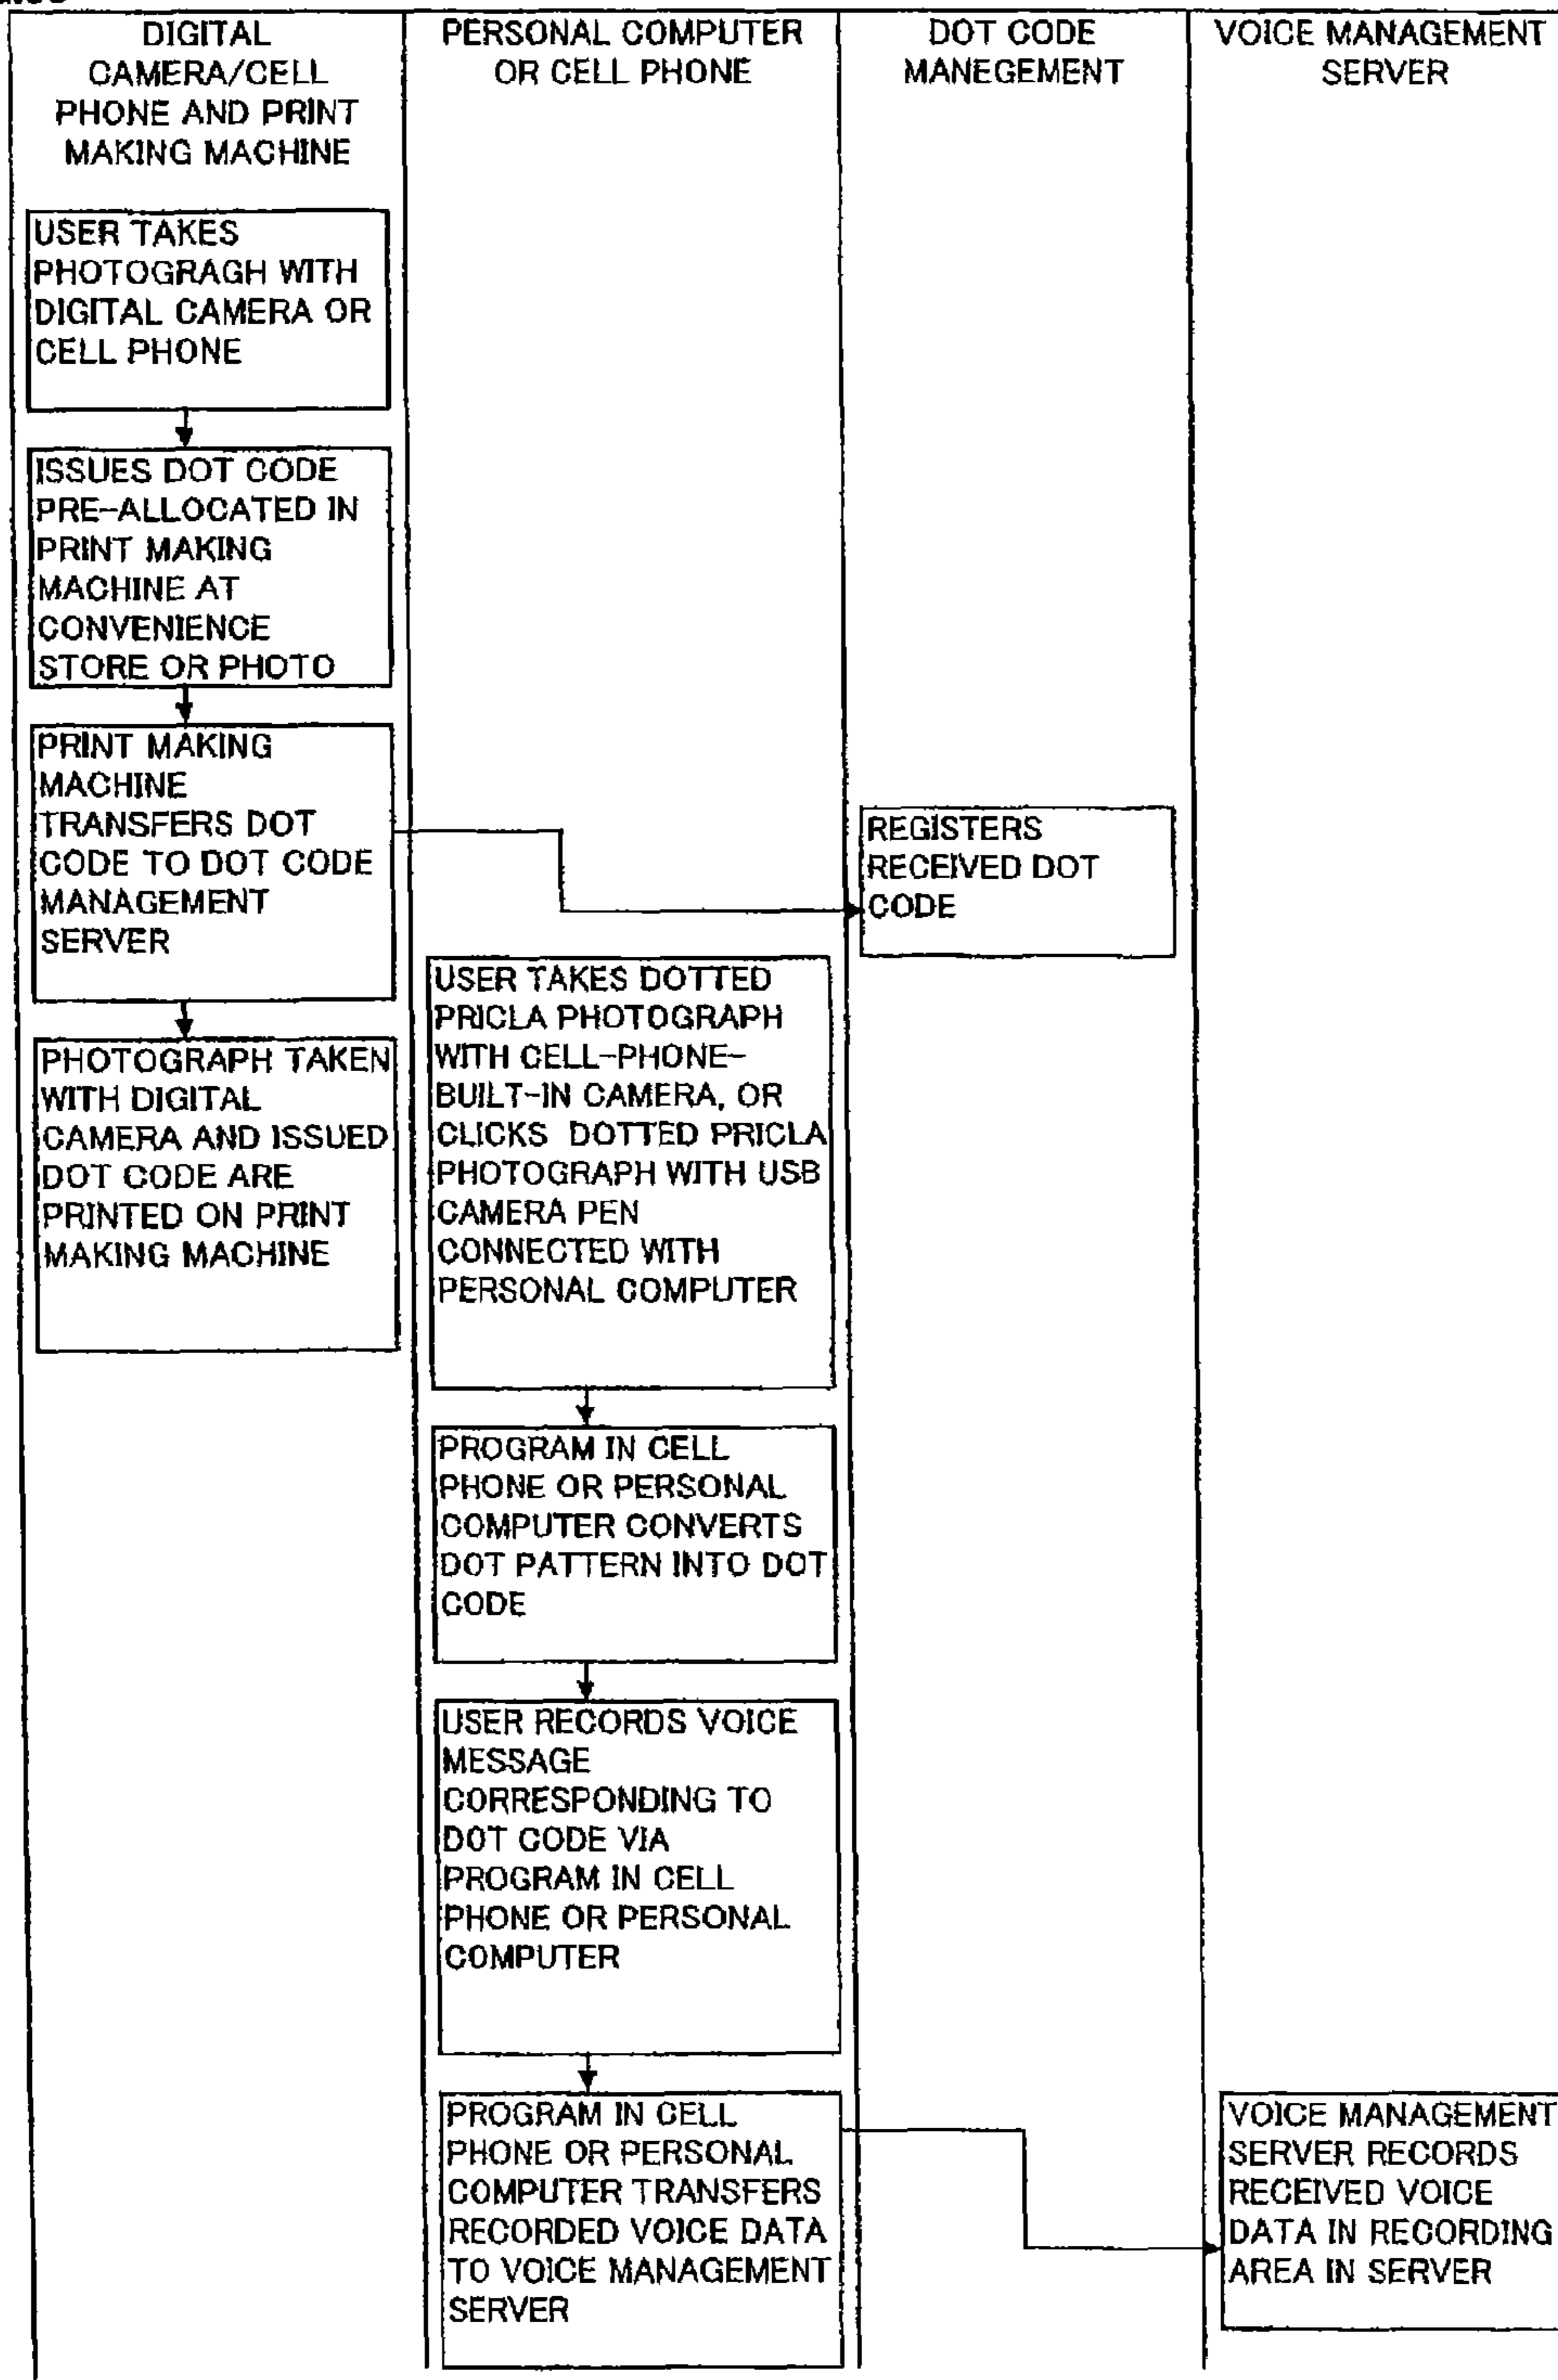 DIGITAL
CAMERA/CELL
PHONE AND PRINT
MAKING MACHINE
PERSONAL COMPUTER
OR CELL PHONE
DOT CODE
MANEGEMENT
VOICE MANAGEMENT
SERVER
USER TAKES
PHOTOGRAGH WITH
DIGITAL CAMERA OR
CELL PHONE
ISSUES DOT CODE
PRE-ALLOCATED IN
PRINT MAKING
MACHINE AT
CONVENIENCE
STORE OR PHOTO
PRINT MAKING
MACHINE
TRANSFERS DOT
CODE TO DOT CODE
MANAGEMENT
SERVER
REGISTERS
RECEIVED DOT
CODE
PHOTOGRAPH TAKEN
WITH DIGITAL
CAMERA AND ISSUED
DOT CODE ARE
PRINTED ON PRINT
MAKING MACHINE
USER TAKES DOTTED
PRICLA PHOTOGRAPH
WITH CELL-PHONE-
BUILT-IN CAMERA, OR
CLICKS DOTTED PRICLA
PHOTOGRAPH WITH USB
CAMERA PEN
CONNECTED WITH
PERSONAL COMPUTER
PROGRAM IN CELL
PHONE OR PERSONAL
COMPUTER CONVERTS
DOT PATTERN INTO DOT
CODE
USER RECORDS VOICE
MESSAGE
CORRESPONDING TO
DOT CODE VIA
PROGRAM IN CELL
PHONE OR PERSONAL
COMPUTER
PROGRAM IN CELL
PHONE OR PERSONAL
COMPUTER TRANSFERS
RECORDED VOICE DATA
TO VOICE MANAGEMENT
SERVER
VOICE MANAGEMENT
SERVER RECORDS
RECEIVED VOICE
DATA IN RECORDING
AREA IN SERVER